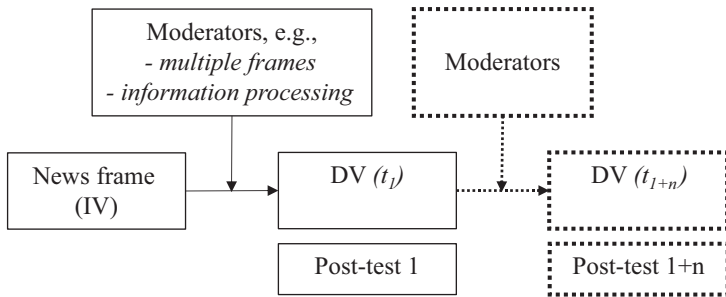 Moderators, e.g.,
- multiple frames
- information processing
Moderators
News frame
(IV)
DV (t1)
DV (t1+n)
Post-test 1
Post-test 1+n